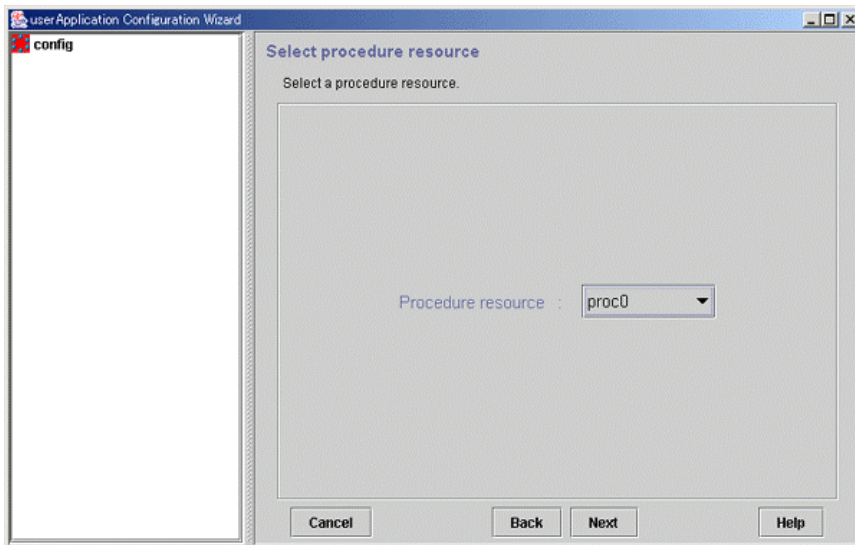 userApplication Configuration Wizard
config
Select procedure resource
Select a procedure resource.
Procedure resource : proc0
Cancel Back Next Help